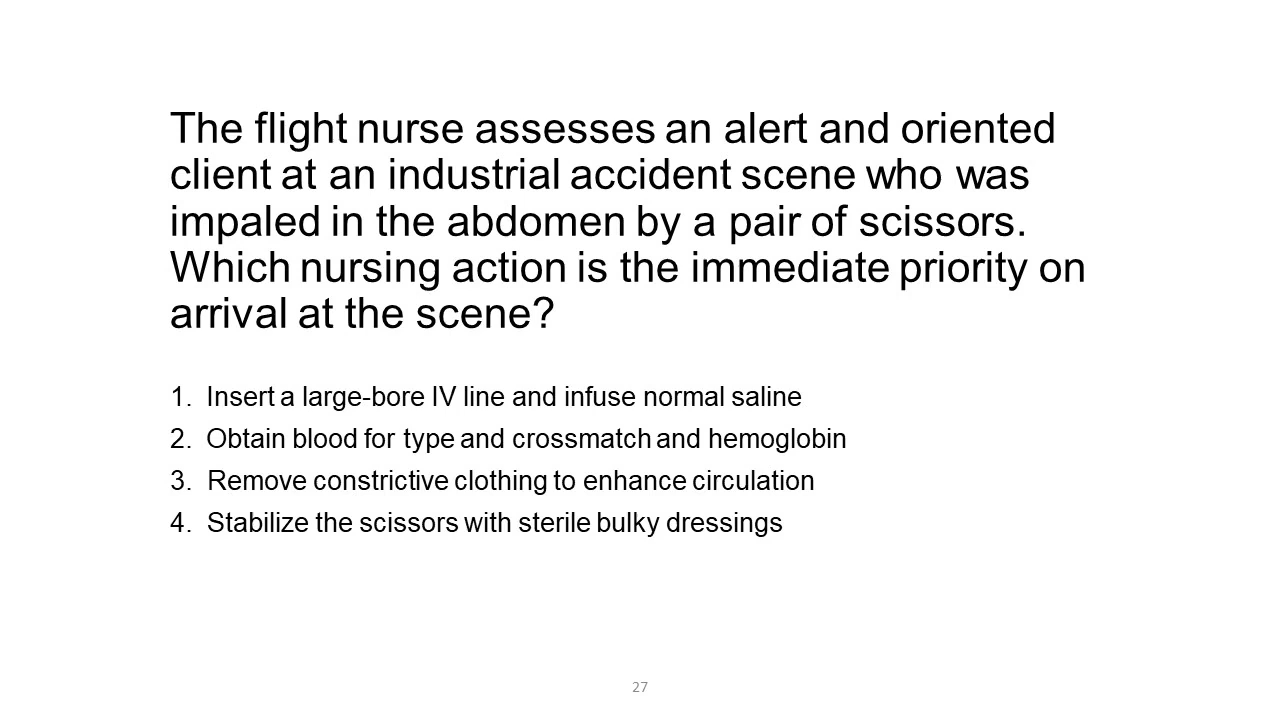 The flight nurse assesses an alert and oriented
client at an industrial accident scene who was
impaled in the abdomen by a pair of scissors.
Which nursing action is the immediate priority on
arrival at the scene?
1. Insert a large-bore IV line and infuse normal saline
2. Obtain blood for type and crossmatch and hemoglobin
3. Remove constrictive clothing to enhance circulation
4. Stabilize the scissors with sterile bulky dressings
27